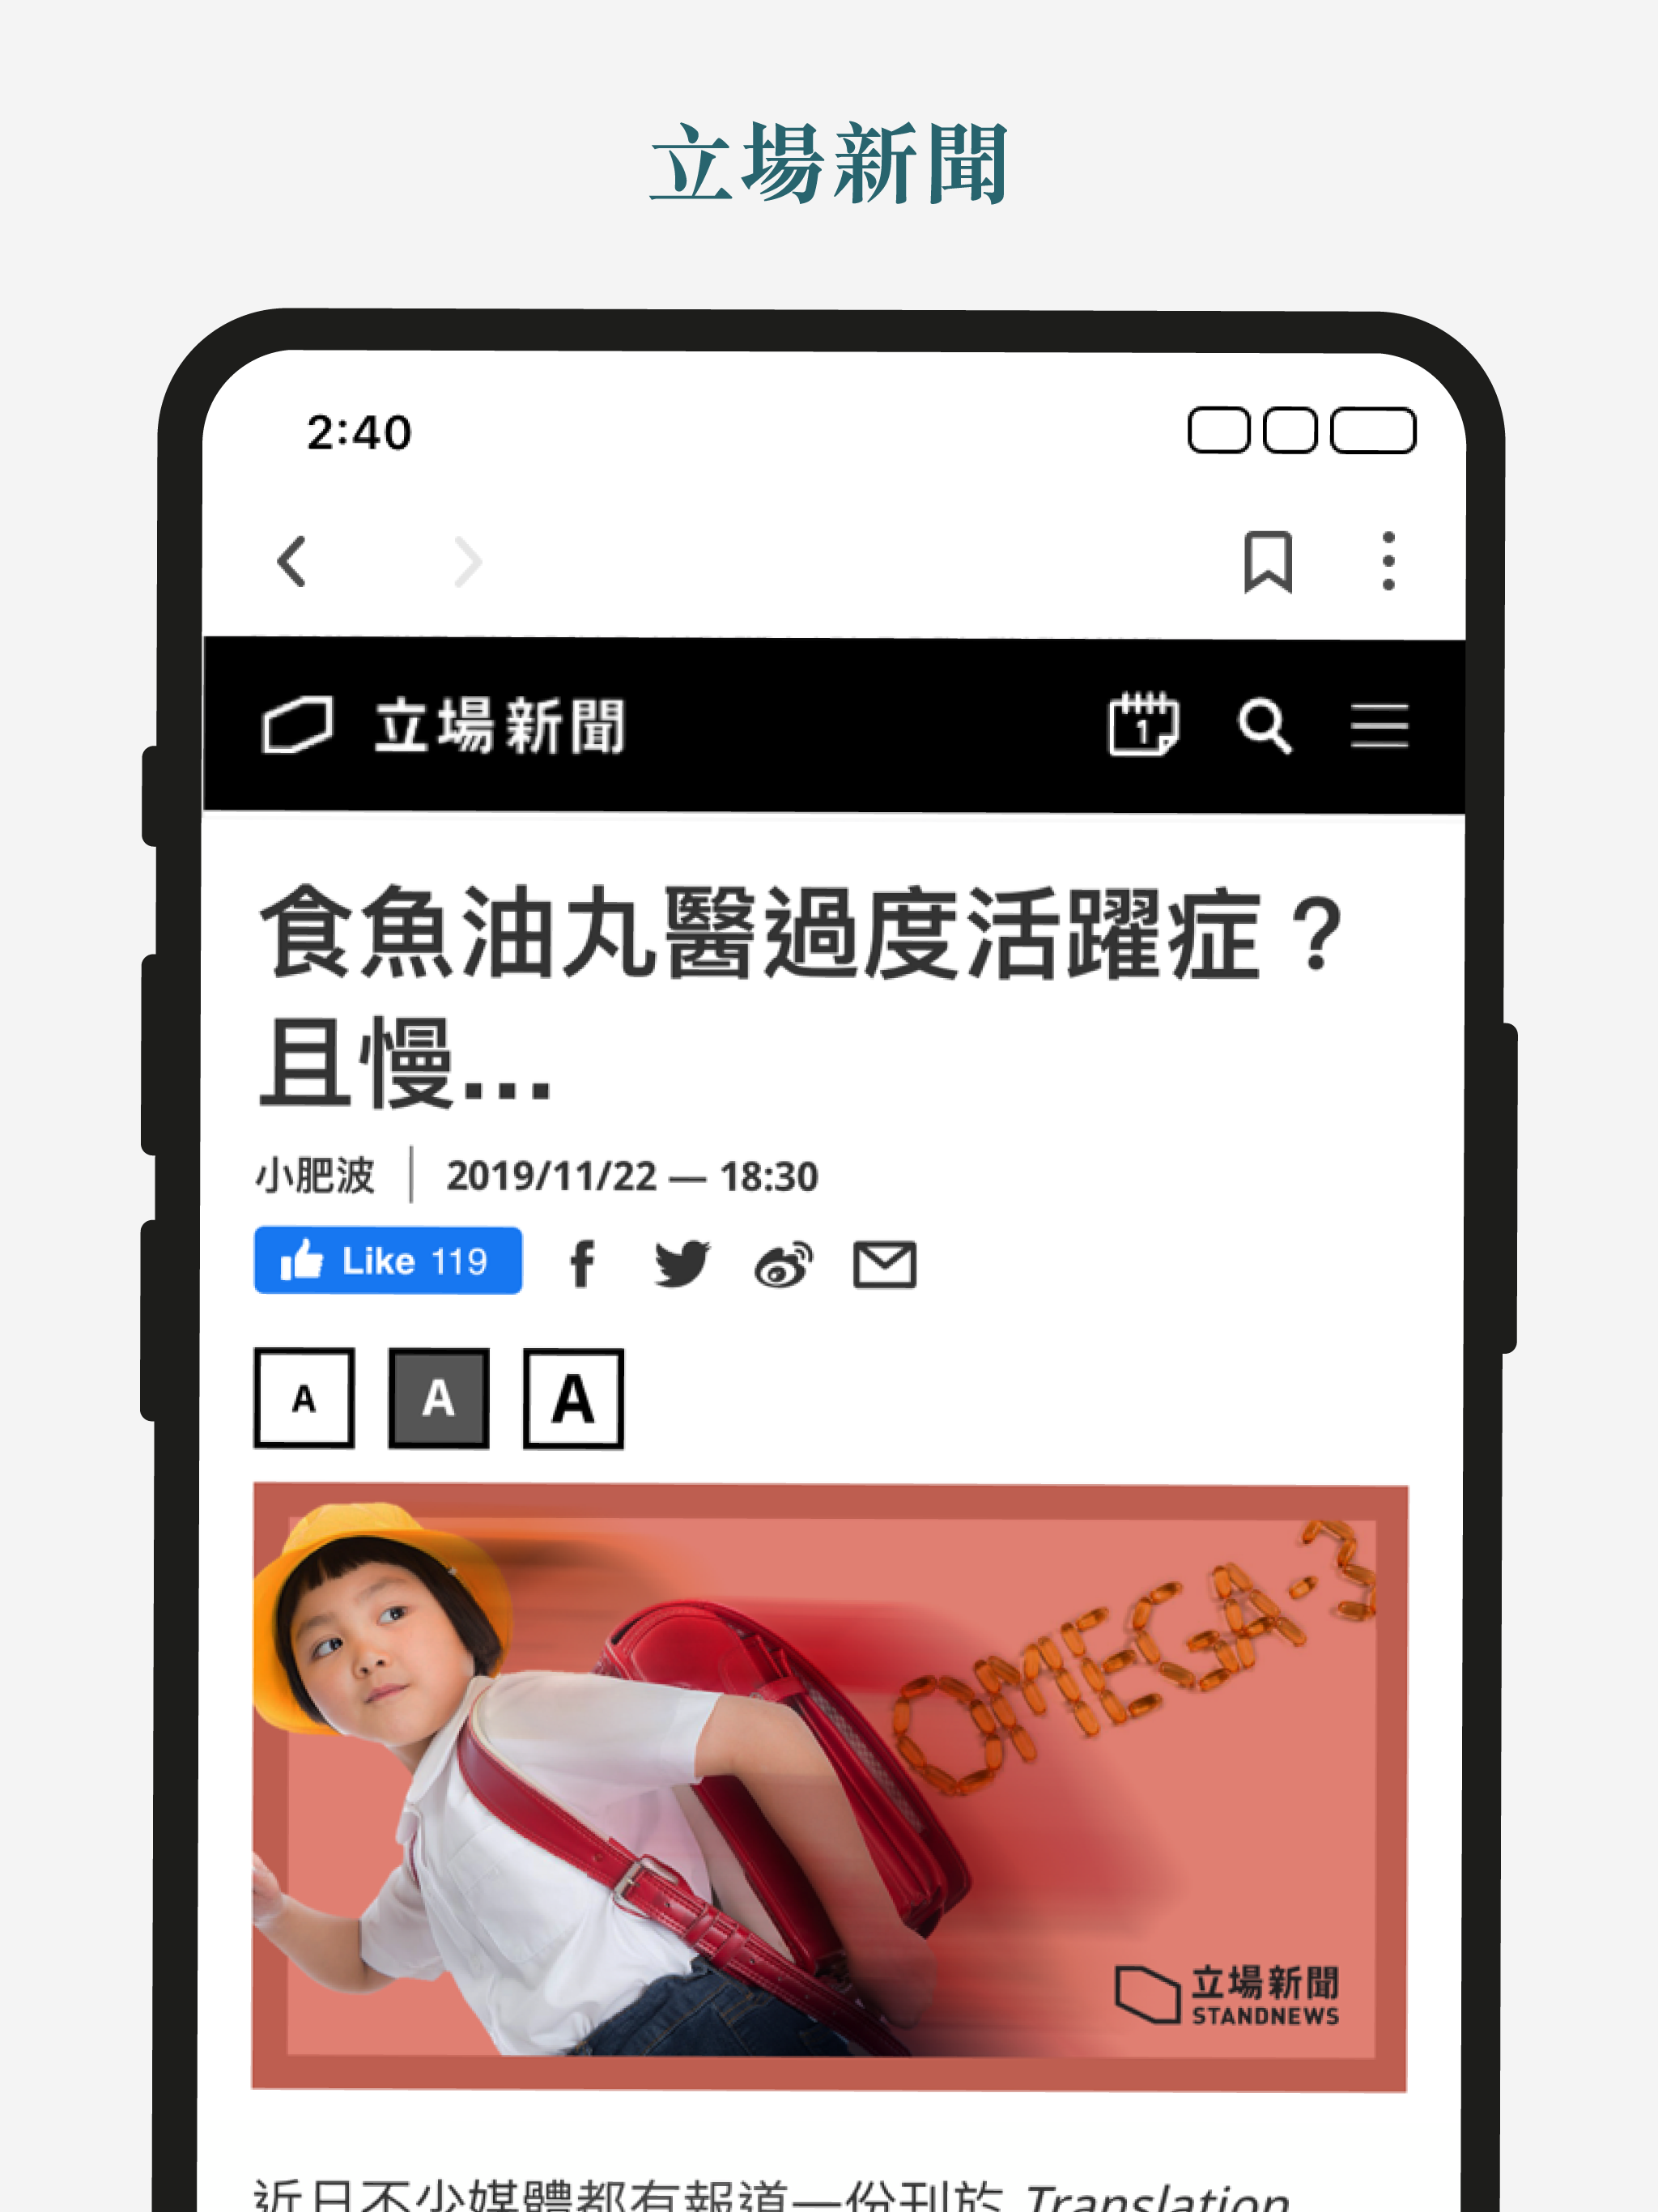 立場新聞
2:40
立場新聞
1
食魚油丸醫過度活躍症？
且慢...
小肥波 2019/11/22 — 18:30
Like 119
A A A
OMEGA-3
立場新聞
STANDNEWS
近日不少媒體都有報道一份刊於 Translation